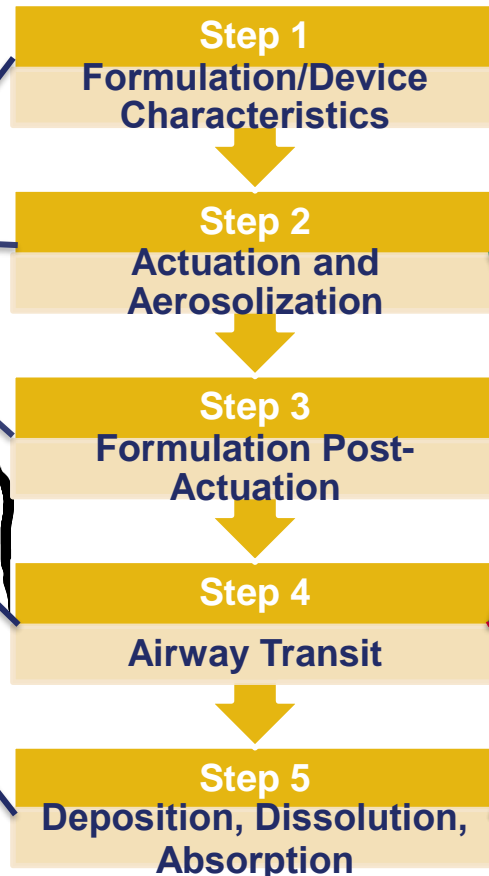 Step 1
Formulation/Device
Characteristics
Step 2
Actuation and
Aerosolization
Step 3
Formulation Post-
Actuation
Step 4
Airway Transit
Step 5
Deposition, Dissolution,
Absorption